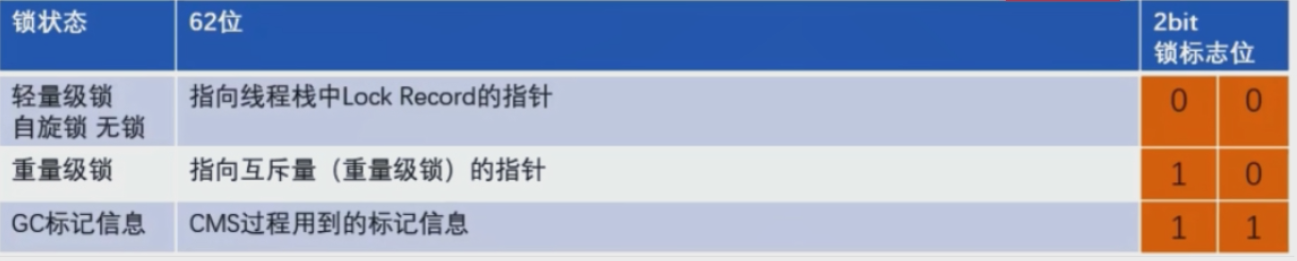 锁状态 62位 2bit
锁标志位
轻量级锁 指向线程栈中Lock Record的指针 0 0
自旋锁 无锁
重量级锁 指向互斥量（重量级锁）的指针 1 0
GC标记信息 CMS过程用到的标记信息 1 1